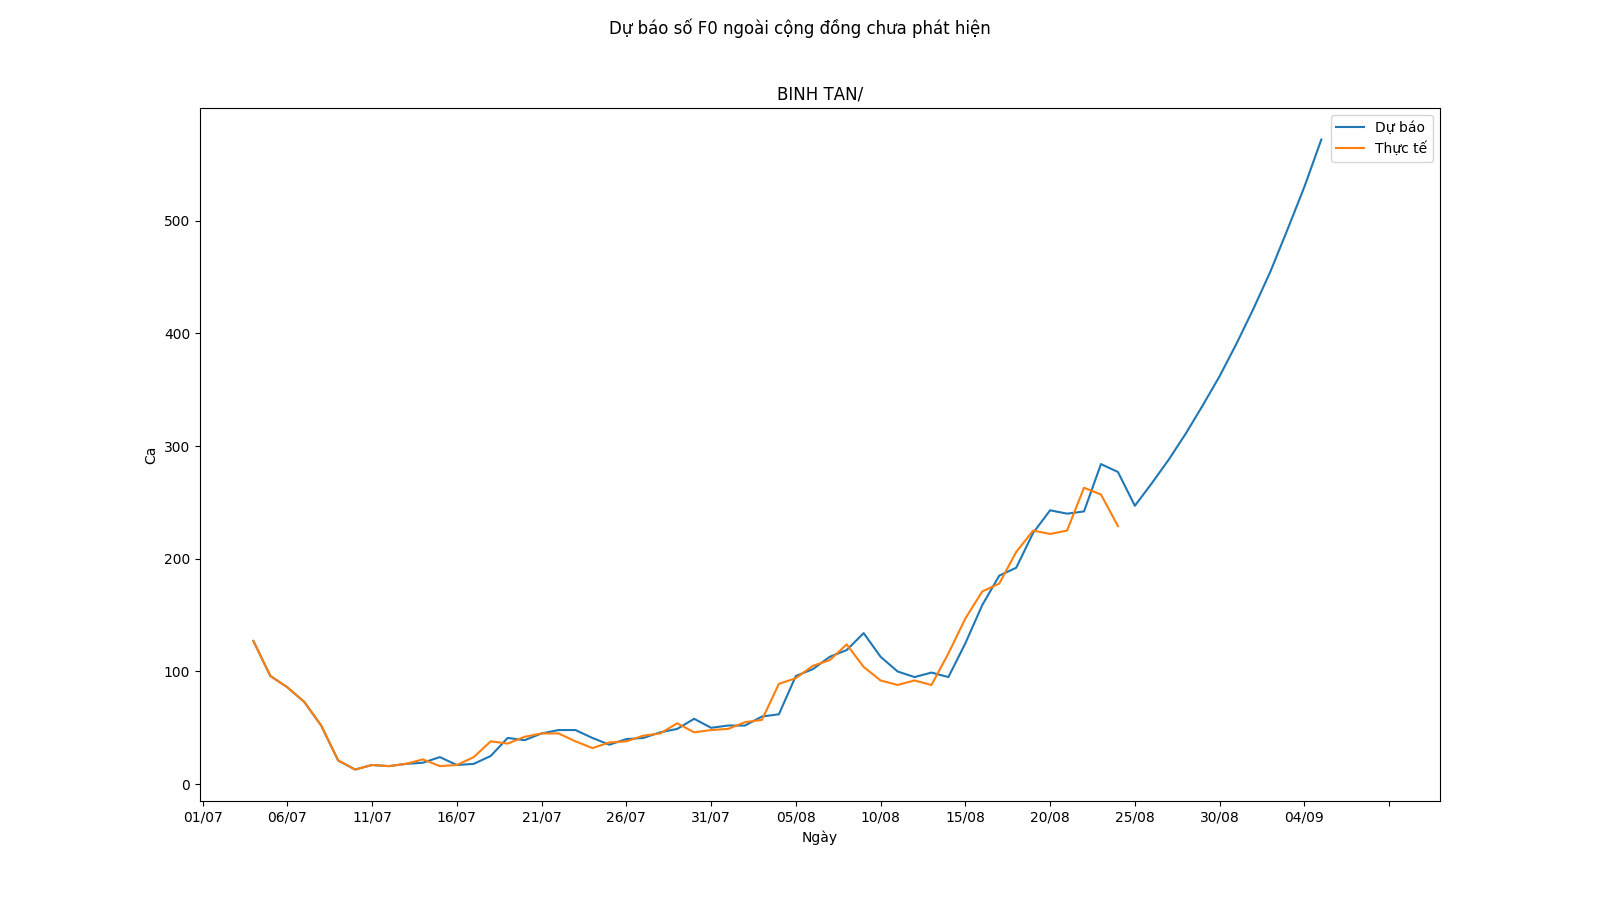 Dự báo số F0 ngoài cộng đồng chưa phát hiện
BINH TAN/
Dự báo
Thực tế
500
400
300
200
100
0
Ca
01/07 06/07 11/07 16/07 21/07 26/07 31/07 05/08 10/08 15/08 20/08 25/08 30/08 04/09
Ngày